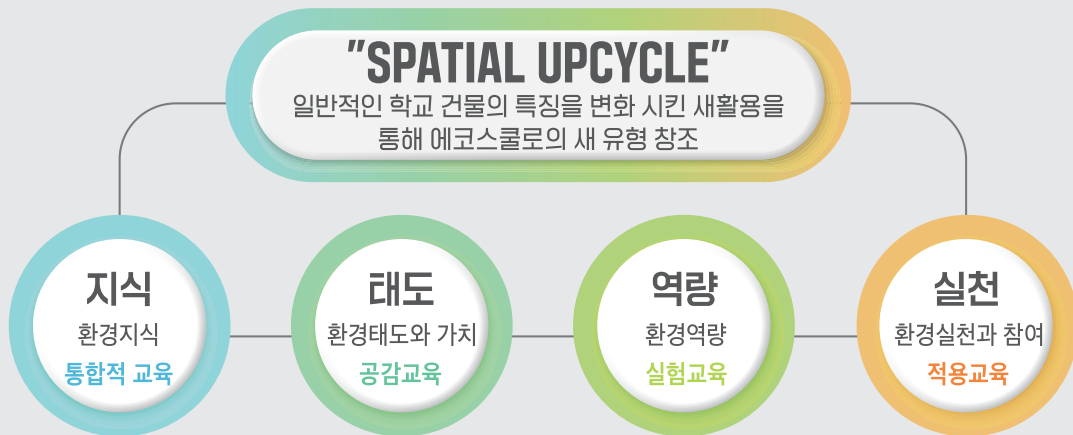 "SPATIAL UPCYCLE"
일반적인 학교 건물의 특징을 변화 시킨 새활용을
통해 에코스쿨로의 새 유형 창조
지식
환경지식
통합적 교육
태도
환경태도와 가치
공감교육
역량
환경역량
실험교육
실천
환경실천과 참여
적용교육